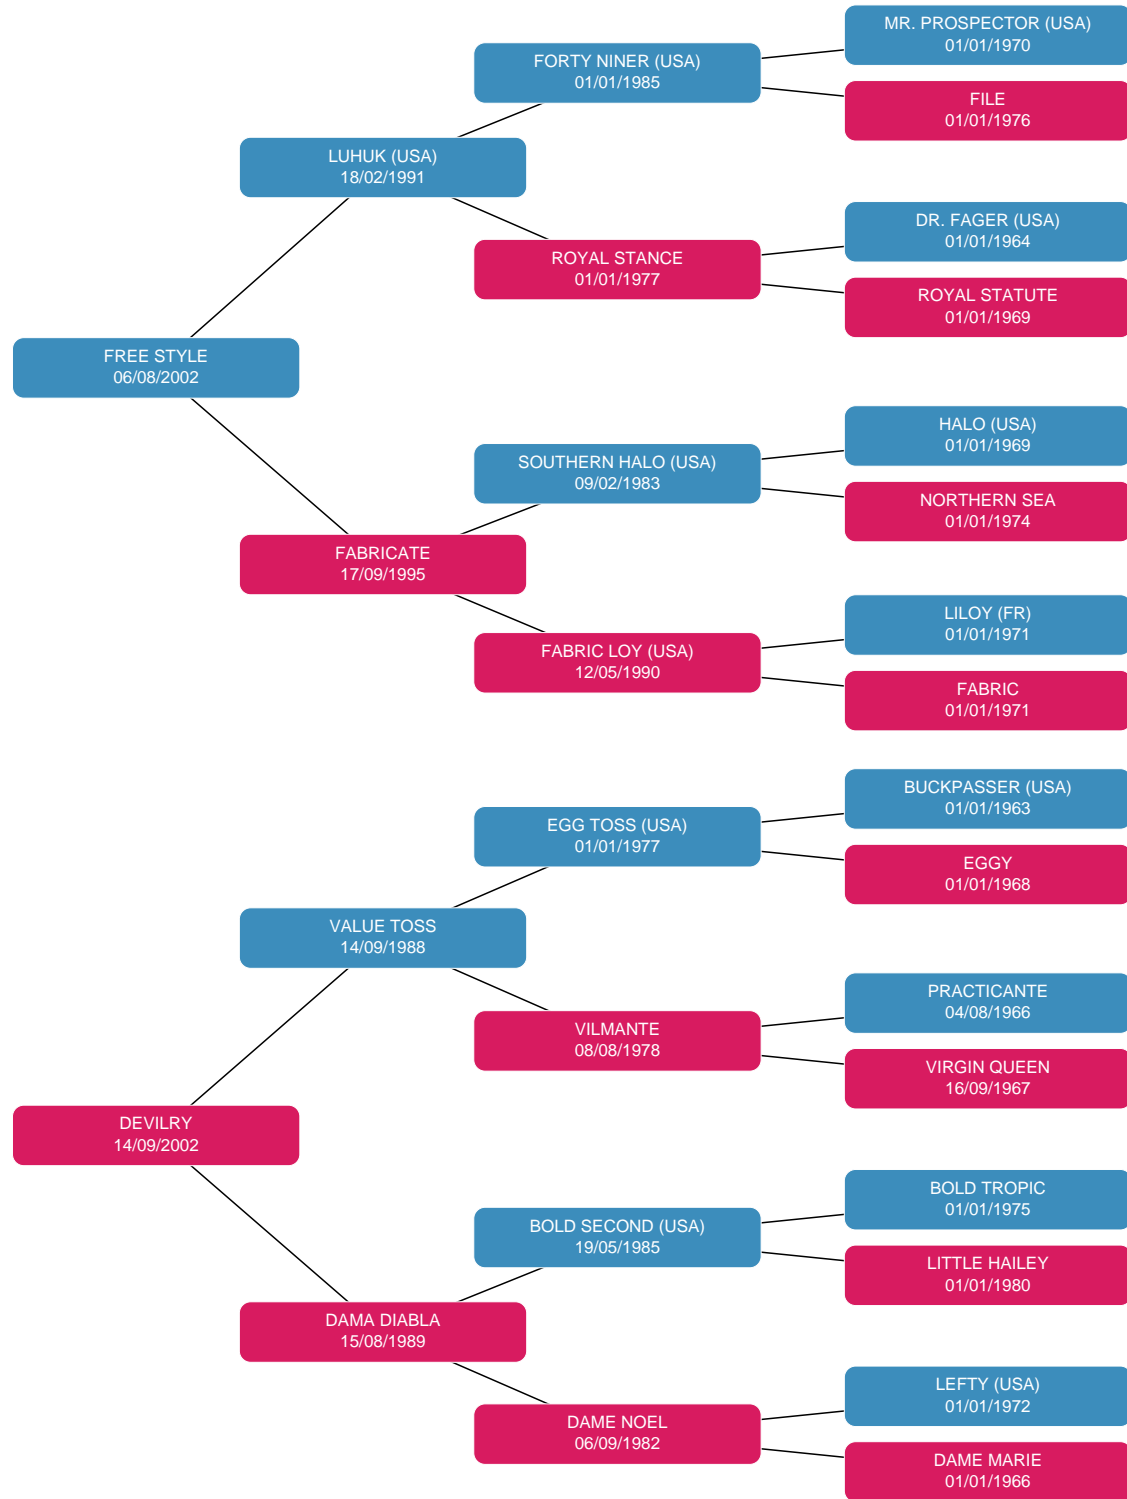 MR. PROSPECTOR (USA)
01/01/1970
FORTY NINER (USA)
01/01/1985
FILE
01/01/1976
LUHUK (USA)
18/02/1991
DR. FAGER (USA)
01/01/1964
ROYAL STANCE
01/01/1977
ROYAL STATUTE
01/01/1969
FREE STYLE
06/08/2002
HALO (USA)
01/01/1969
SOUTHERN HALO (USA)
09/02/1983
NORTHERN SEA
01/01/1974
FABRICATE
17/09/1995
LILOY (FR)
01/01/1971
FABRIC LOY (USA)
12/05/1990
FABRIC
01/01/1971
BUCKPASSER (USA)
01/01/1963
EGG TOSS (USA)
01/01/1977
EGGY
01/01/1968
VALUE TOSS
14/09/1988
PRACTICANTE
04/08/1966
VILMANTE
08/08/1978
VIRGIN QUEEN
16/09/1967
DEVILRY
14/09/2002
BOLD TROPIC
01/01/1975
BOLD SECOND (USA)
19/05/1985
LITTLE HAILEY
01/01/1980
DAMA DIABLA
15/08/1989
LEFTY (USA)
01/01/1972
DAME NOEL
06/09/1982
DAME MARIE
01/01/1966